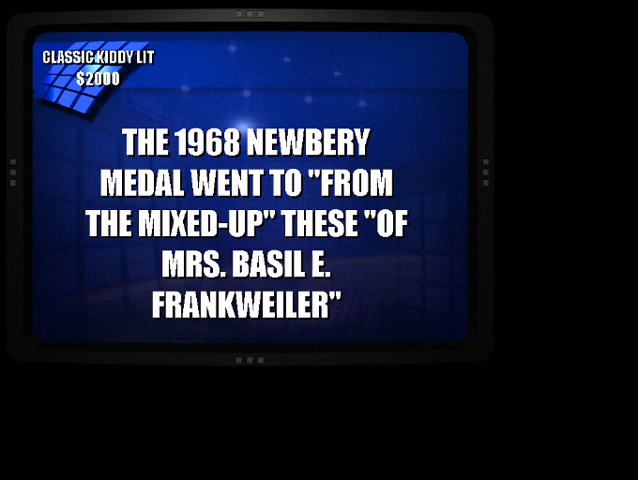 CLASSIC KIDDY LIT
$2000
THE 1968 NEWBERY
MEDAL WENT TO "FROM
THE MIXED-UP" THESE "OF
MRS. BASIL E.
FRANKWEILER"